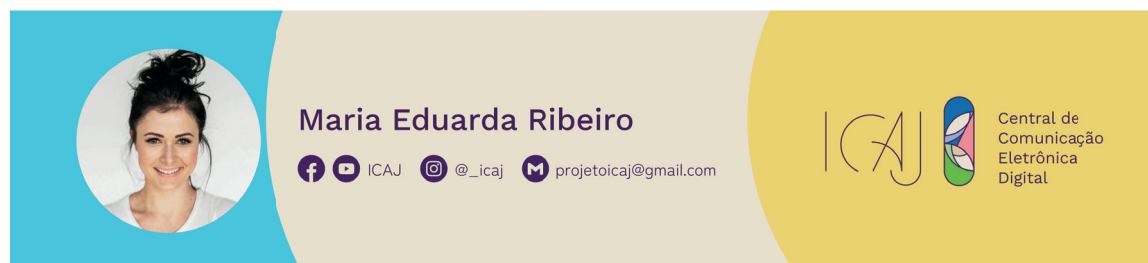 Maria Eduarda Ribeiro
ICAJ @_icaj projetoicaj@gmail.com
ICAJ
Central de
Comunicação
Eletrônica
Digital